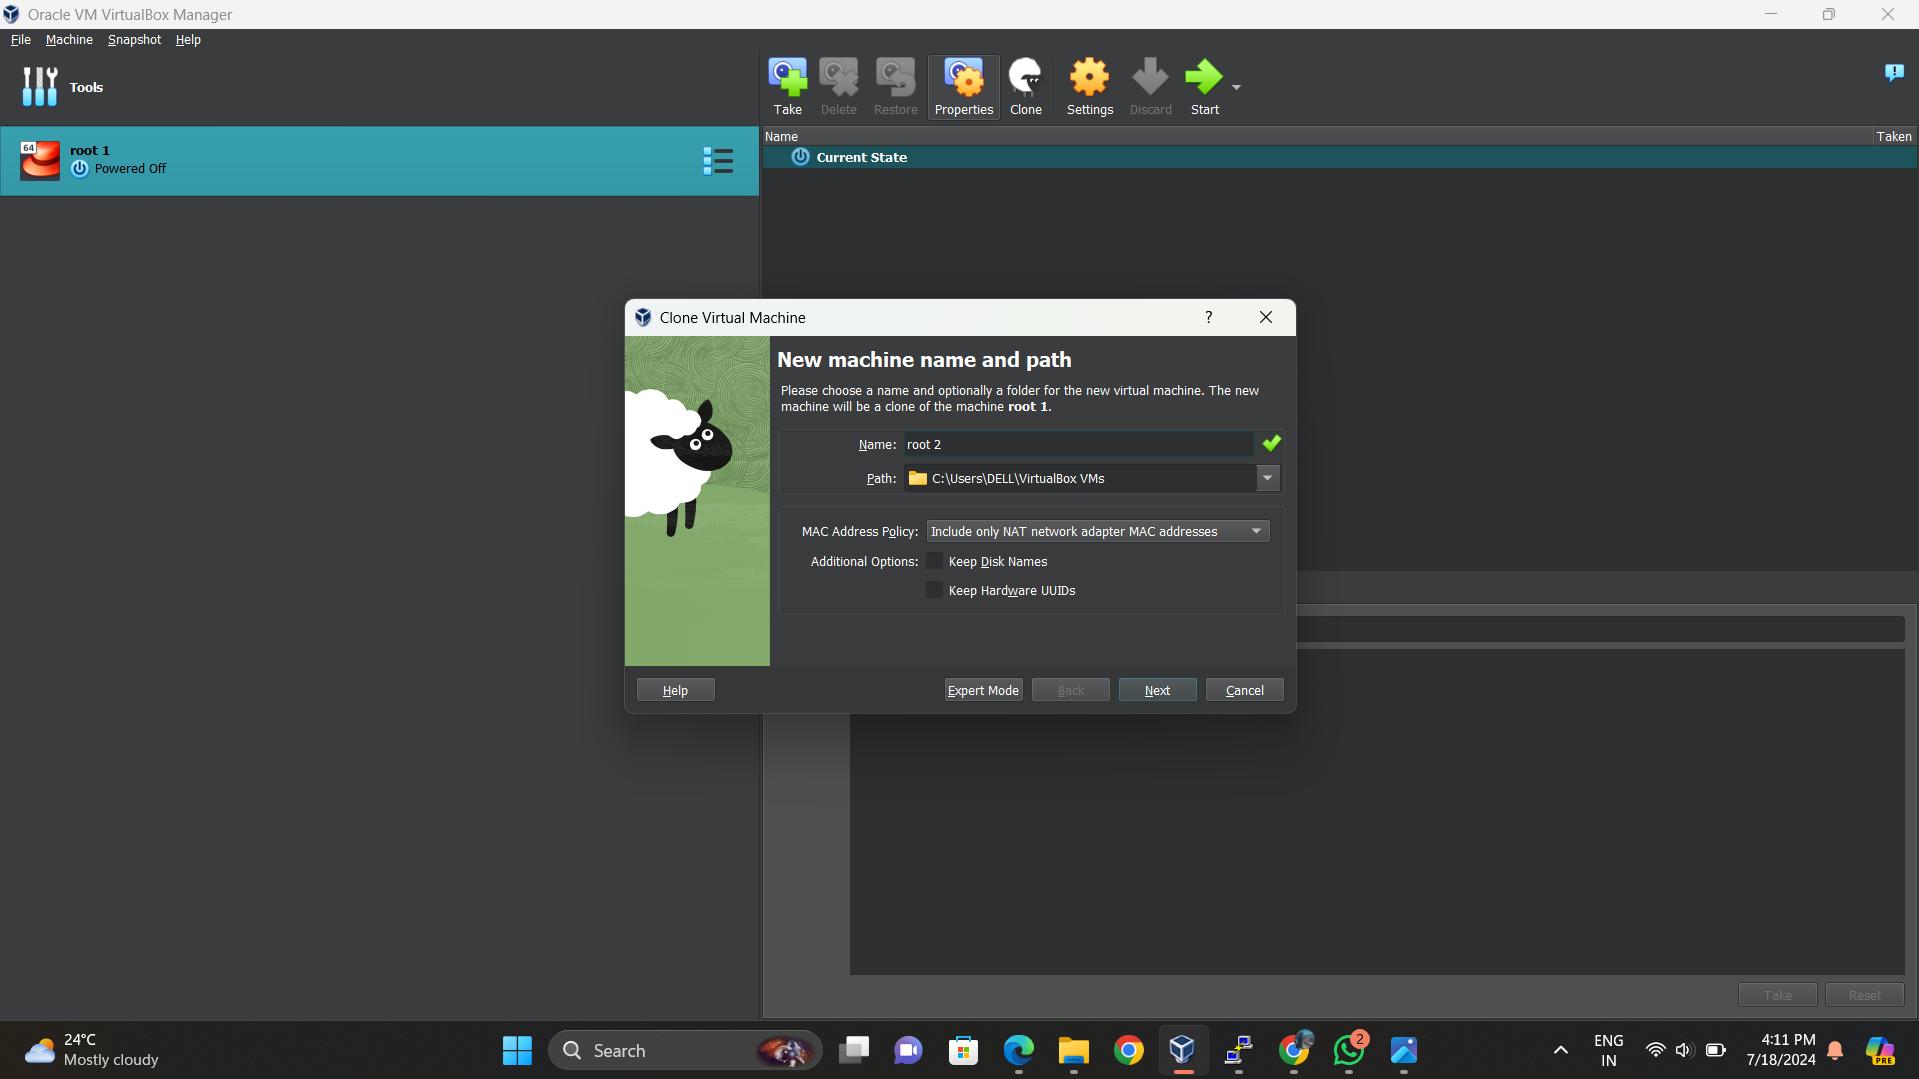 Oracle VM VirtualBox Manager
File Machine Snapshot Help
Tools
Take Delete Restore Properties Clone Settings Discard Start
64
root 1
Powered Off
Name Taken
Current State
Clone Virtual Machine ?
New machine name and path
Please choose a name and optionally a folder for the new virtual machine. The new
machine will be a clone of the machine root 1.
Name: root 2
Path: C:\Users\DELL\VirtualBox VMs
MAC Address Policy: Include only NAT network adapter MAC addresses
Additional Options: Keep Disk Names
Keep Hardware UUIDs
Help Expert Mode Back Next Cancel
Take Reset
24°C
Mostly cloudy
Search
2
ENG
IN
4:11 PM
7/18/2024
PRE